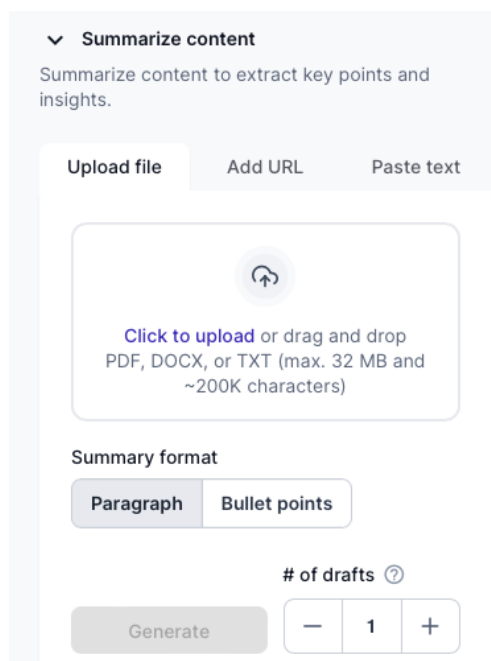 Summarize content
Summarize content to extract key points and
insights.
Upload file
Add URL
Paste text
Click to upload or drag and drop
PDF, DOCX, or TXT (max. 32 MB and
~200K characters)
Summary format
Paragraph
Bullet points
# of drafts ?
Generate
— 1 +